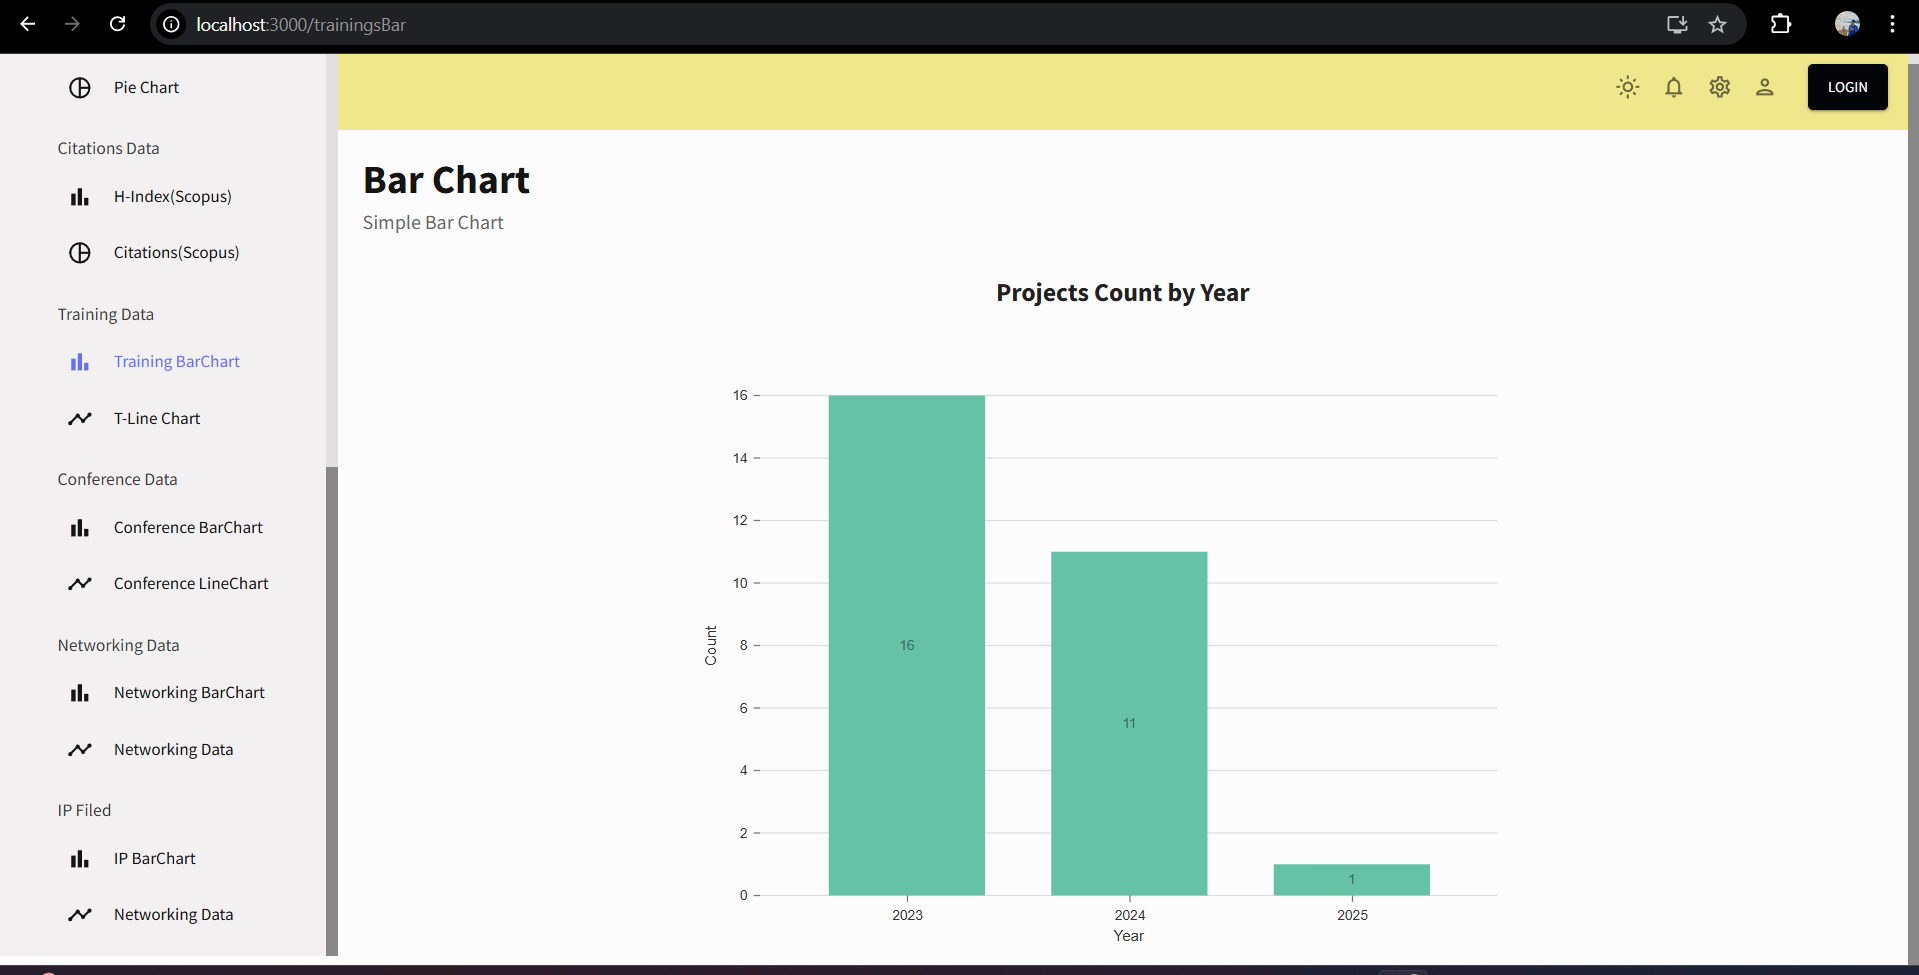 localhost:3000/trainingsBar
Pie Chart
Citations Data
H-Index(Scopus)
Citations(Scopus)
Training Data
Training BarChart
T-Line Chart
Conference Data
Conference BarChart
Conference LineChart
Networking Data
Networking BarChart
Networking Data
IP Filed
IP BarChart
Networking Data
LOGIN
Bar Chart
Simple Bar Chart
Projects Count by Year
16
14
12
10
8
6
4
2
0
Count
16
11
1
2023
2024
2025
Year